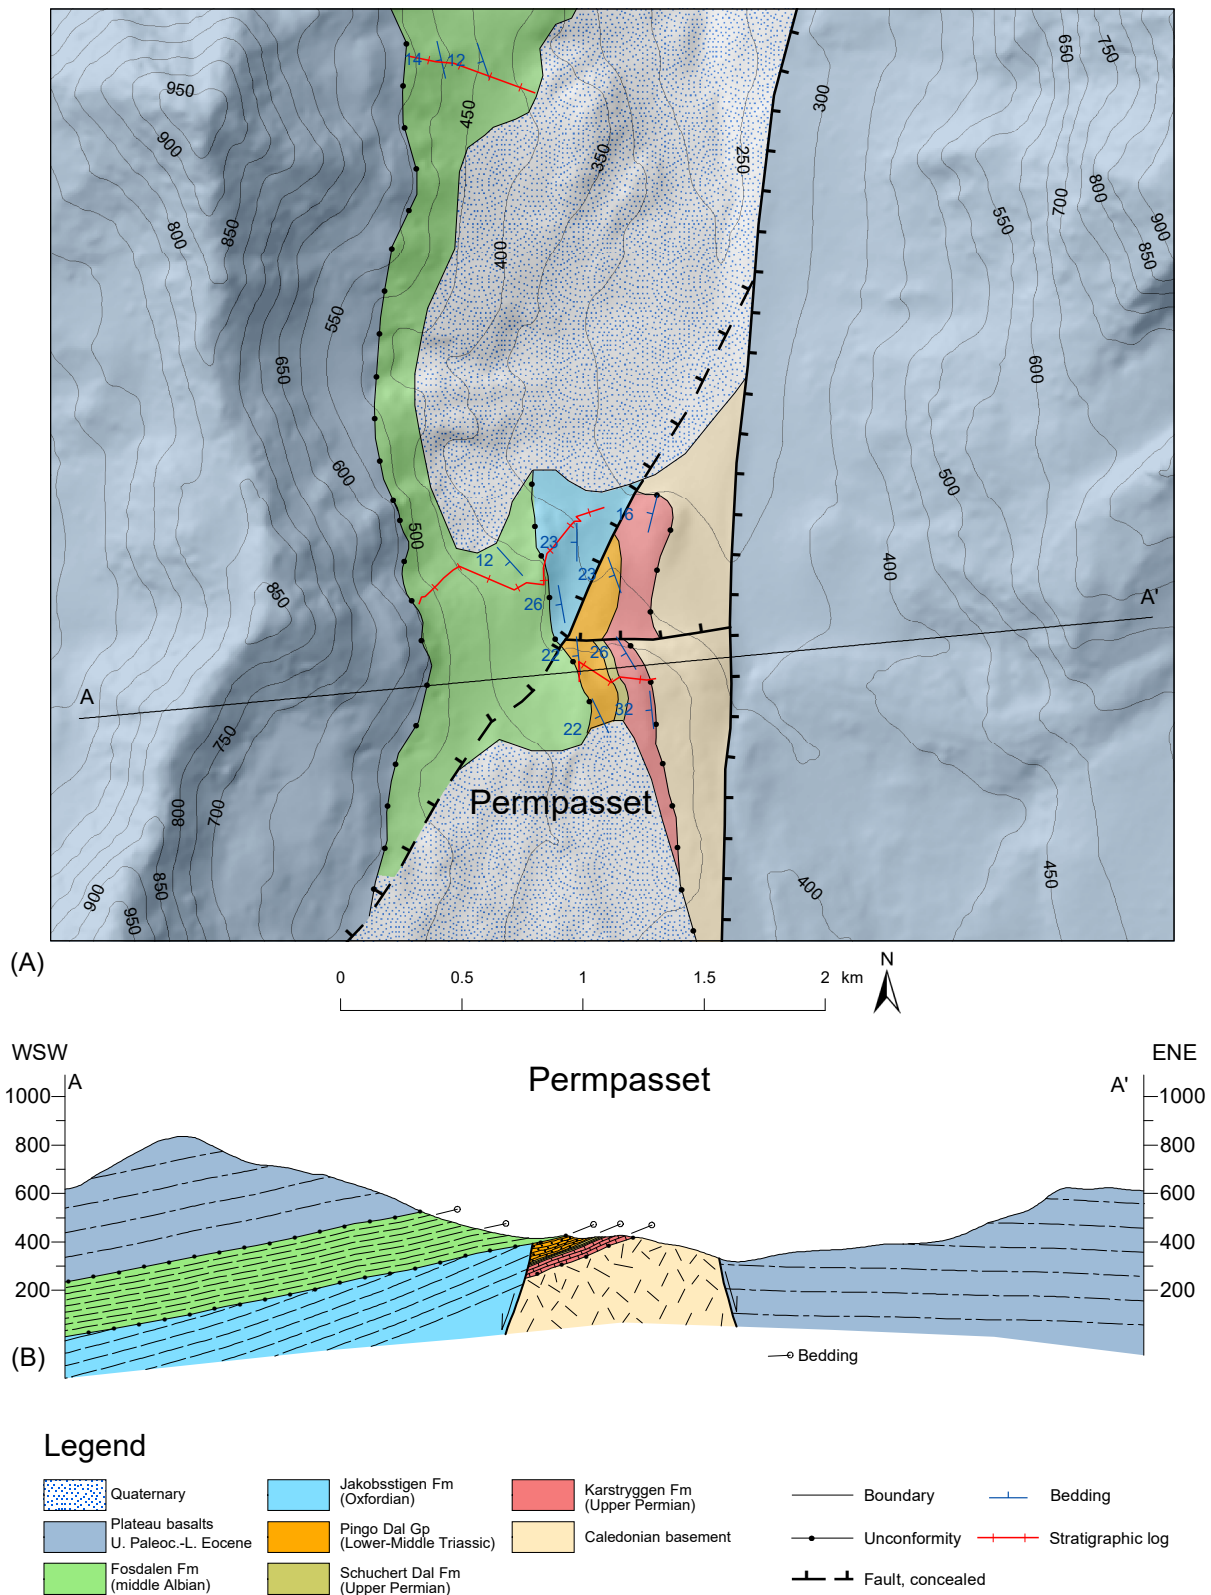 950
900
800
850
14
12
450
350
400
300
250
650
750
550
700
800
900
850
550
650
600
500
850
600
500
400
16
23
12
23
26
22
26
22
32
A
A'
750
800
700
900
850
950
Permpasset
400
450
(A)
0 0.5 1 1.5 2 km
N
WSW
ENE
A
Permpasset
A'
1000
1000
800
800
600
600
400
400
200
200
(B)
Bedding
Legend
Quaternary
Plateau basalts
U. Paleoc.-L. Eocene
Fosdalen Fm
(middle Albian)
Jakobsstigen Fm
(Oxfordian)
Pingo Dal Gp
(Lower-Middle Triassic)
Schuchert Dal Fm
(Upper Permian)
Karstryggen Fm
(Upper Permian)
Caledonian basement
Boundary
Unconformity
Fault, concealed
Bedding
Stratigraphic log